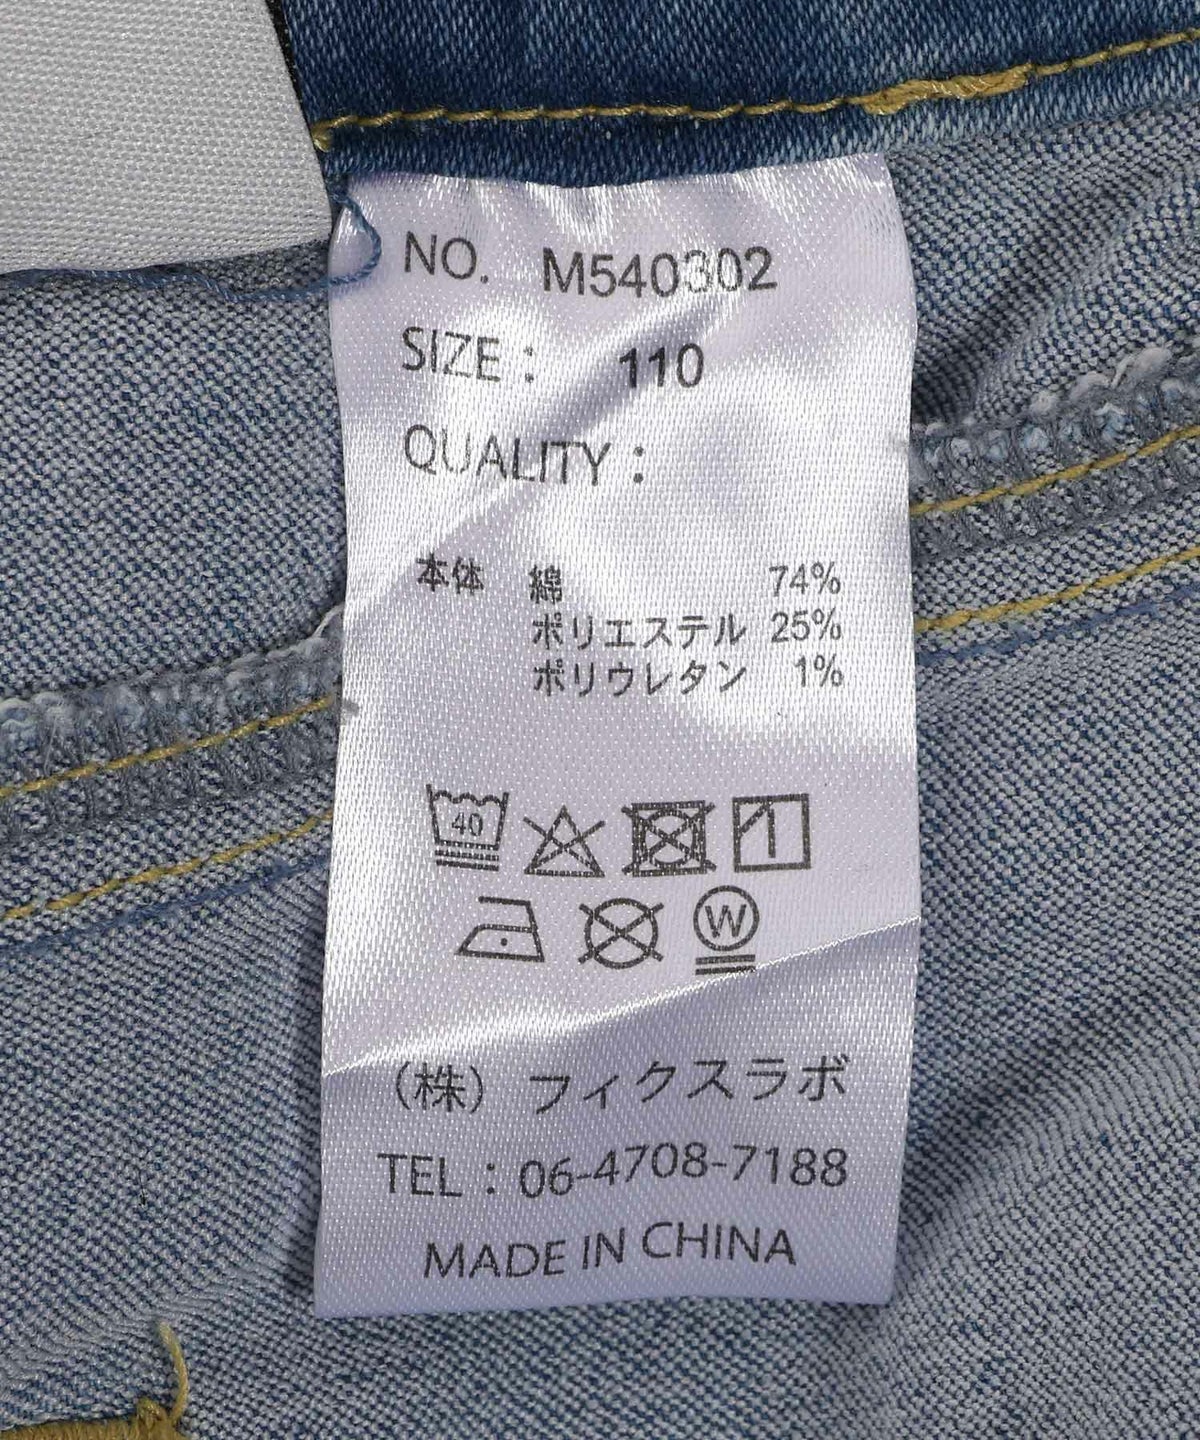 NO. M540302
SIZE : 110
QUALITY :
本体 綿 74%
ポリエステル 25%
ポリウレタン 1%
40
W
(株) フィクスラボ
TEL : 06-4708-7188
MADE IN CHINA